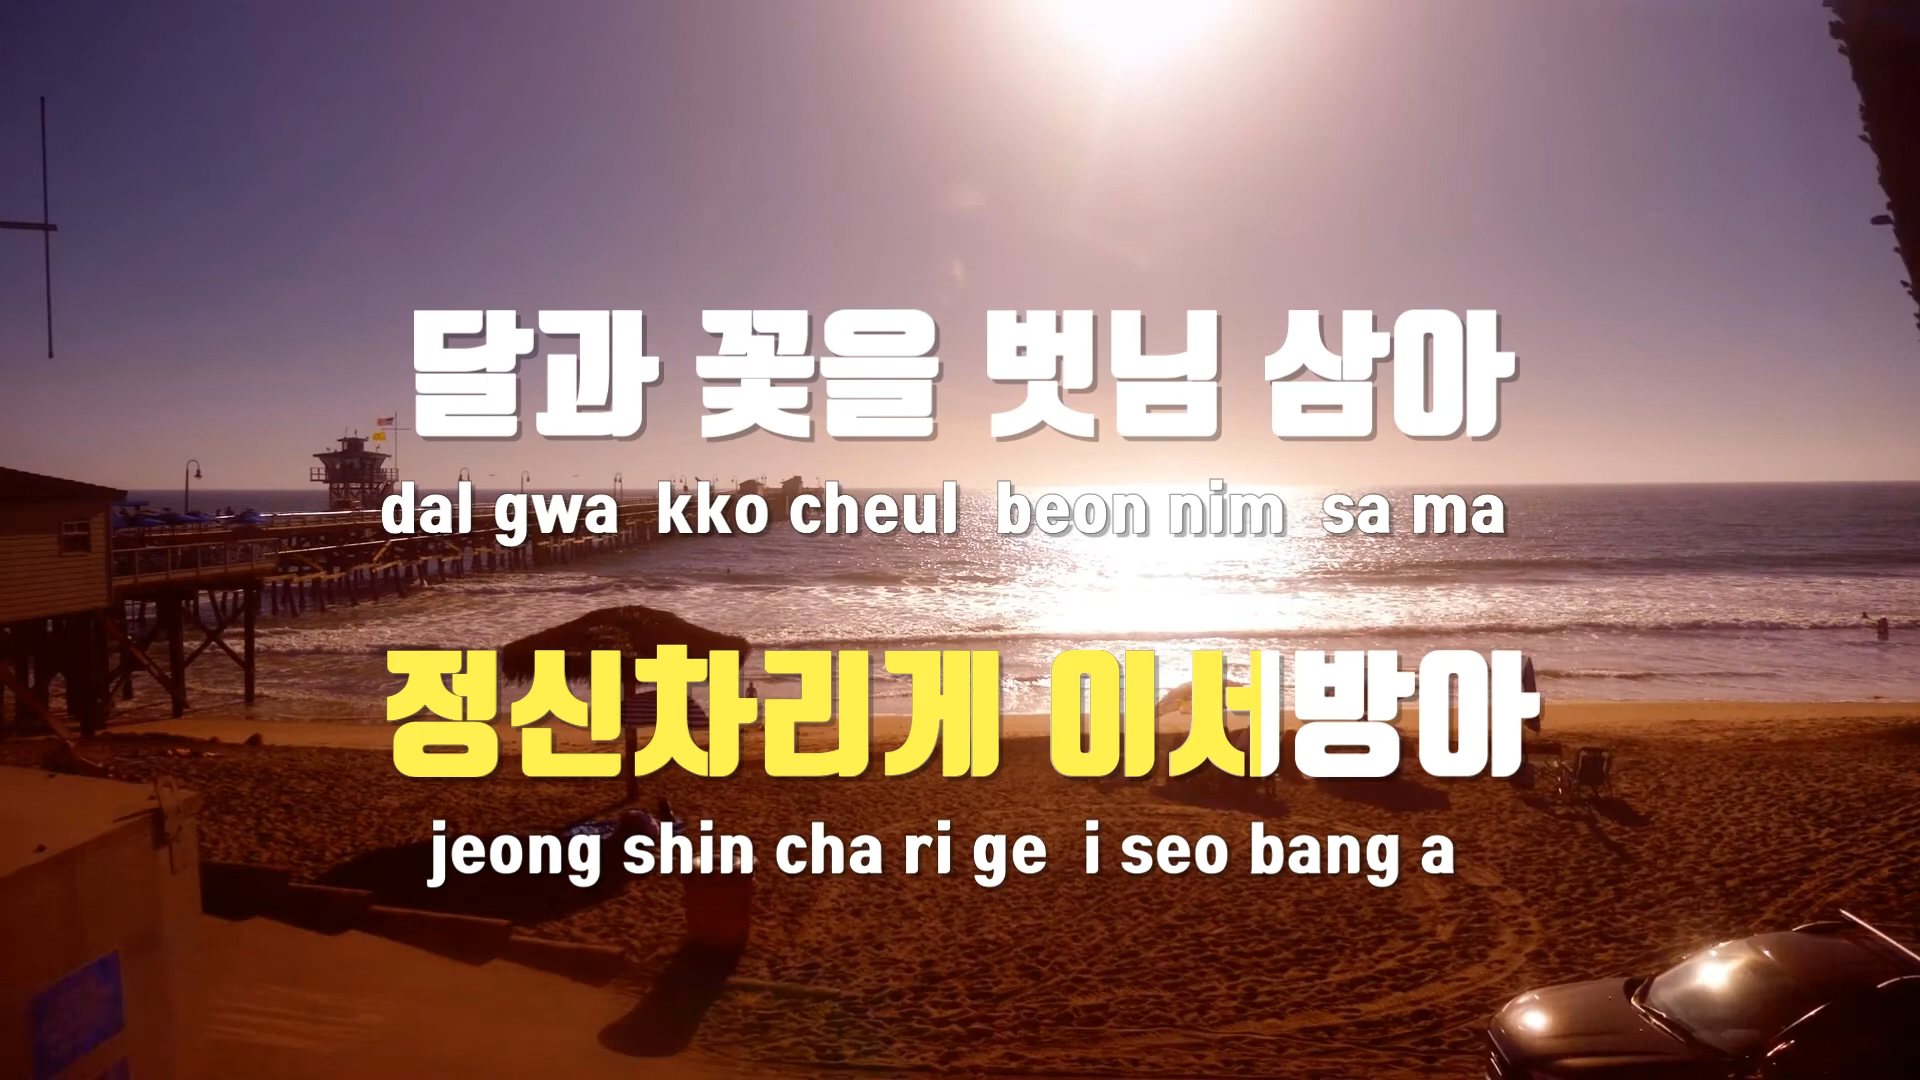 달과 꽃을 벗님 삼아
dal gwa kko cheul beon nim sa ma
정신차리게 이서방아
jeong shin cha ri ge i seo bang a